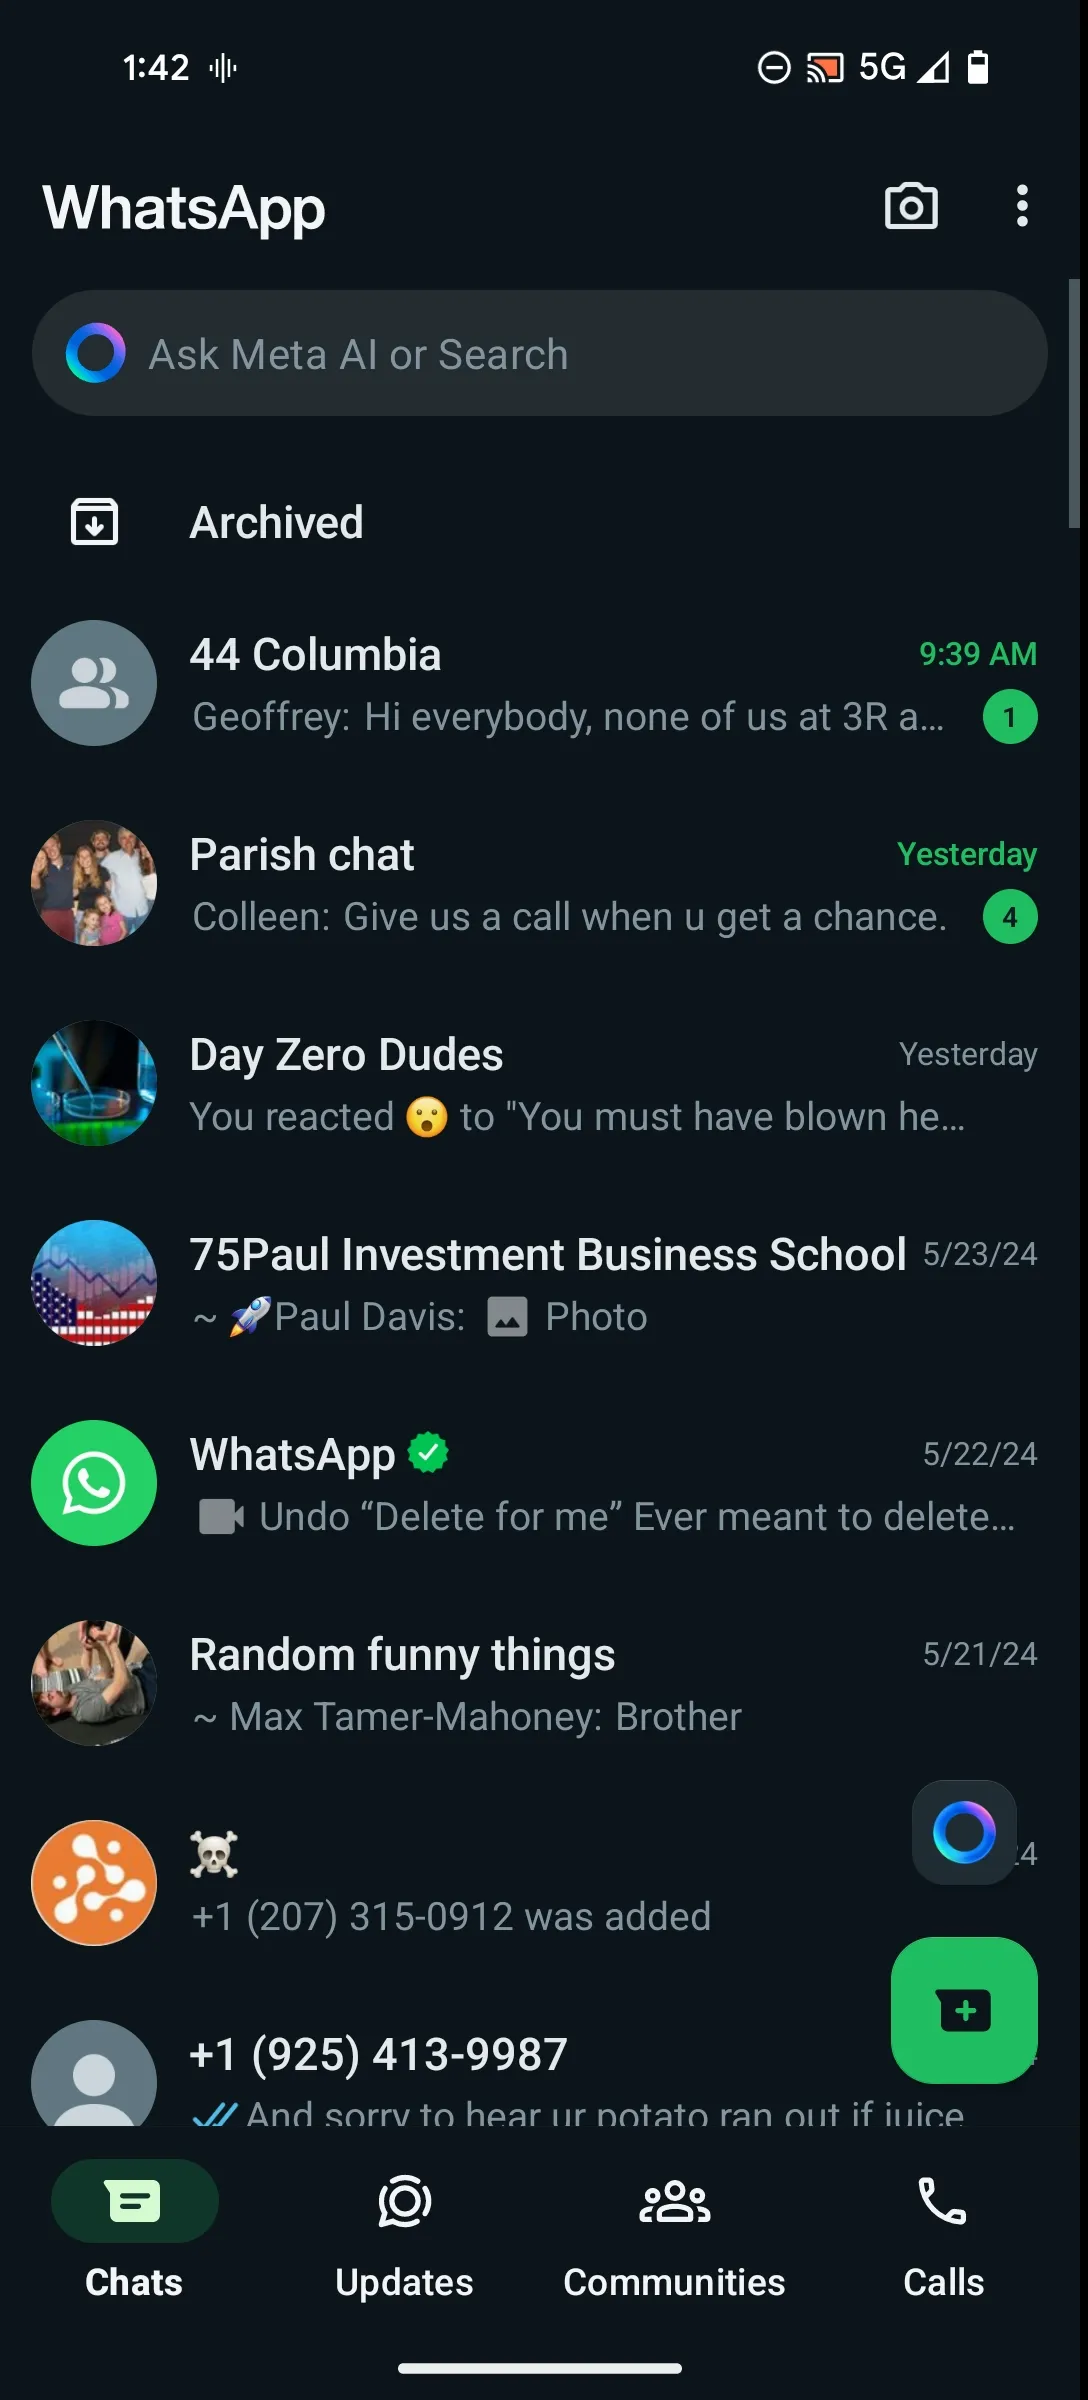 1:42 5G
WhatsApp
Ask Meta AI or Search
Archived
44 Columbia 9:39 AM
Geoffrey: Hi everybody, none of us at 3R a... 1
Parish chat Yesterday
Colleen: Give us a call when u get a chance. 4
Day Zero Dudes Yesterday
You reacted 😮 to "You must have blown he...
75Paul Investment Business School 5/23/24
~ 🚀Paul Davis: Photo
WhatsApp 5/22/24
Undo “Delete for me” Ever meant to delete...
Random funny things 5/21/24
~ Max Tamer-Mahoney: Brother
☠️ 24
+1 (207) 315-0912 was added
+1 (925) 413-9987
And sorry to hear ur potato ran out if juice
Chats Updates Communities Calls